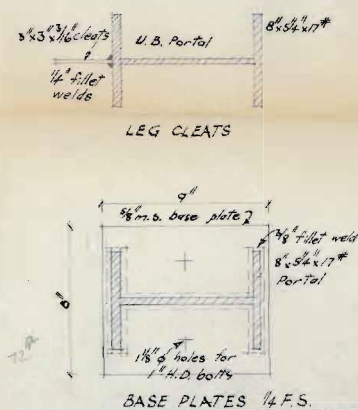 3"x3"x3/16" cleats
U.B. Portal
8"x5¼"x17#
¼" fillet
welds
LEG CLEATS
9"
5/8" m.s. base plate
3/8" fillet weld
8"x5¼"x17#
Portal
1⅛" ø holes for
1" H.D. bolts
BASE PLATES ¼ F.S.